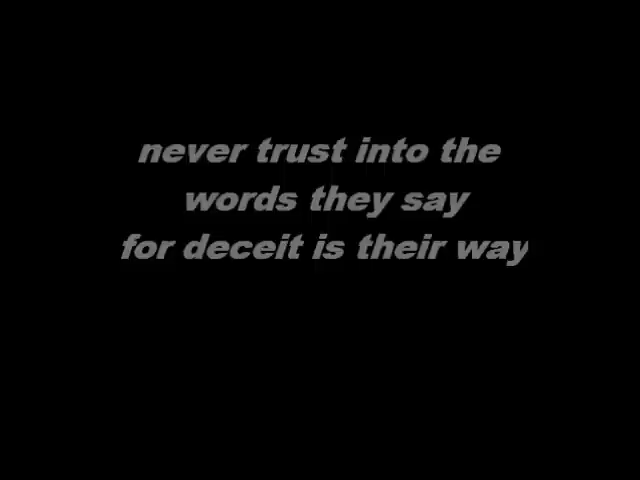 never trust into the
words they say
for deceit is their way